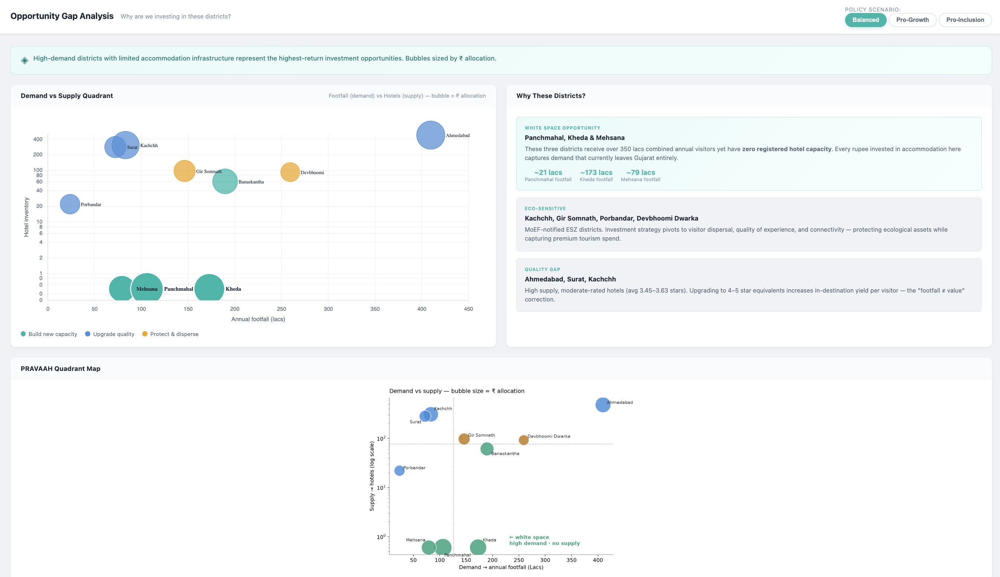 Opportunity Gap Analysis
Why are we investing in these districts?
POLICY SCENARIO:
Balanced
Pro-Growth
Pro-Inclusion
◈ High-demand districts with limited accommodation infrastructure represent the highest-return investment opportunities. Bubbles sized by ₹ allocation.
Demand vs Supply Quadrant
Footfall (demand) vs Hotels (supply) — bubble = ₹ allocation
Hotel inventory
400
200
100
80
60
40
20
10
8
6
4
2
1
0
0
0
0
Ahmedabad
Kachchh
Surat
Gir Somnath
Devbhoomi
Banaskantha
Porbandar
Mehsana
Panchmahal
Kheda
0 50 100 150 200 250 300 350 400 450
Annual footfall (lacs)
Build new capacity
Upgrade quality
Protect & disperse
Why These Districts?
WHITE SPACE OPPORTUNITY
Panchmahal, Kheda & Mehsana
These three districts receive over 350 lacs combined annual visitors yet have zero registered hotel capacity. Every rupee invested in accommodation here
captures demand that currently leaves Gujarat entirely.
~21 lacs ~173 lacs ~79 lacs
Panchmahal footfall Kheda footfall Mehsana footfall
ECO-SENSITIVE
Kachchh, Gir Somnath, Porbandar, Devbhoomi Dwarka
MoEF-notified ESZ districts. Investment strategy pivots to visitor dispersal, quality of experience, and connectivity — protecting ecological assets while
capturing premium tourism spend.
QUALITY GAP
Ahmedabad, Surat, Kachchh
High supply, moderate-rated hotels (avg 3.45–3.63 stars). Upgrading to 4–5 star equivalents increases in-destination yield per visitor — the "footfall ≠ value"
correction.
PRAVAAH Quadrant Map
Demand vs supply — bubble size = ₹ allocation
Supply → hotels (log scale)
10²
10¹
10⁰
Ahmedabad
Kachchh
Surat
Gir Somnath
Devbhoomi Dwarka
Banaskantha
Porbandar
Mehsana
Kheda
Panchmahal
← white space
high demand · no supply
50 100 150 200 250 300 350 400
Demand → annual footfall (Lacs)